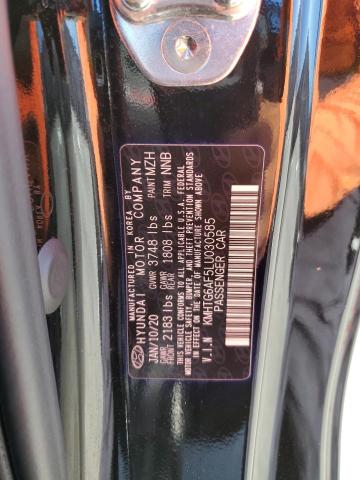 MANUFACTURED IN KOREA BY
HYUNDAI MOTOR COMPANY
JAN/10/20 GVWR 3748 lbs PAINT MZH
GAWR FRONT 2183 lbs GAWR REAR 1808 lbs TRIM NNB
THIS VEHICLE CONFORMS TO ALL APPLICABLE U.S.A. FEDERAL
MOTOR VEHICLE SAFETY, BUMPER, AND THEFT PREVENTION STANDARDS
IN EFFECT ON THE DATE OF MANUFACTURE SHOWN ABOVE.
V.I.N KMHTG6AF5LU030585
PASSENGER CAR